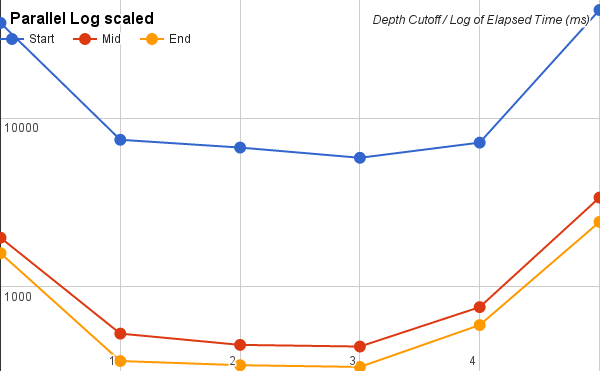 Parallel Log scaled
Depth Cutoff / Log of Elapsed Time (ms)
Start Mid End
10000
1000
1 2 3 4